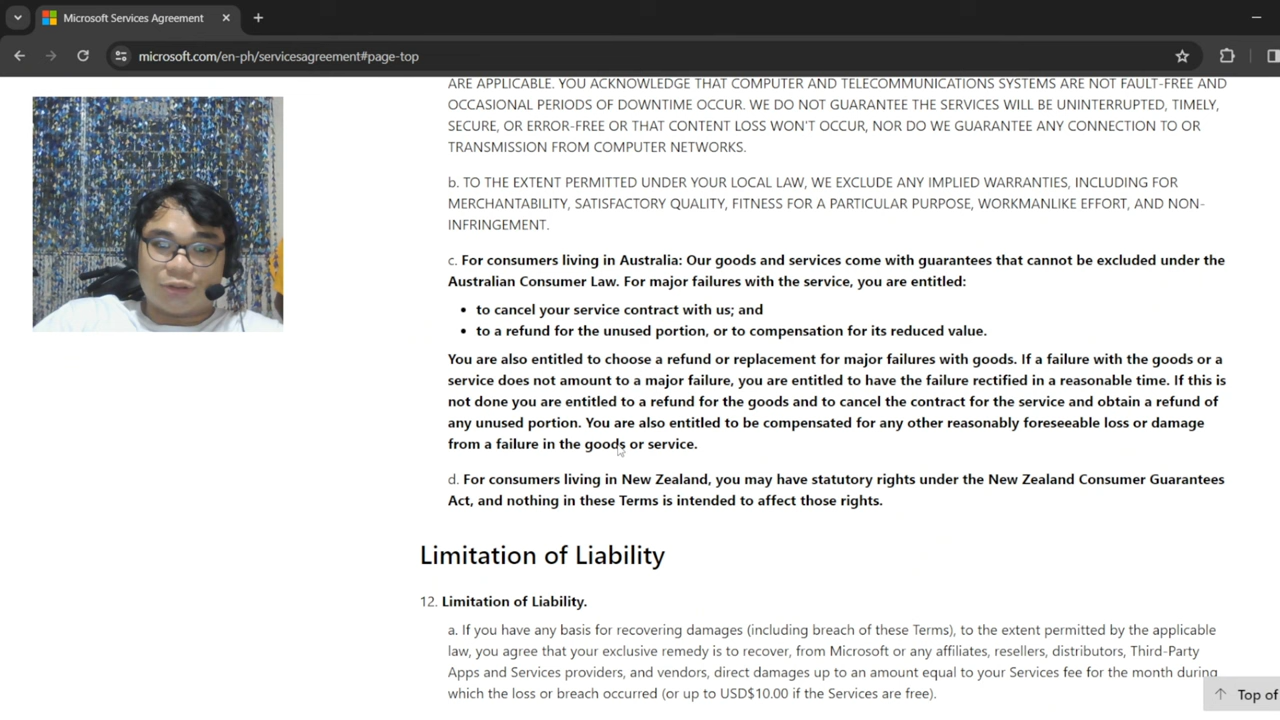 Microsoft Services Agreement
microsoft.com/en-ph/servicesagreement#page-top
ARE APPLICABLE. YOU ACKNOWLEDGE THAT COMPUTER AND TELECOMMUNICATIONS SYSTEMS ARE NOT FAULT-FREE AND
OCCASIONAL PERIODS OF DOWNTIME OCCUR. WE DO NOT GUARANTEE THE SERVICES WILL BE UNINTERRUPTED, TIMELY,
SECURE, OR ERROR-FREE OR THAT CONTENT LOSS WON'T OCCUR, NOR DO WE GUARANTEE ANY CONNECTION TO OR
TRANSMISSION FROM COMPUTER NETWORKS.
b. TO THE EXTENT PERMITTED UNDER YOUR LOCAL LAW, WE EXCLUDE ANY IMPLIED WARRANTIES, INCLUDING FOR
MERCHANTABILITY, SATISFACTORY QUALITY, FITNESS FOR A PARTICULAR PURPOSE, WORKMANLIKE EFFORT, AND NON-
INFRINGEMENT.
c. For consumers living in Australia: Our goods and services come with guarantees that cannot be excluded under the
Australian Consumer Law. For major failures with the service, you are entitled:
• to cancel your service contract with us; and
• to a refund for the unused portion, or to compensation for its reduced value.
You are also entitled to choose a refund or replacement for major failures with goods. If a failure with the goods or a
service does not amount to a major failure, you are entitled to have the failure rectified in a reasonable time. If this is
not done you are entitled to a refund for the goods and to cancel the contract for the service and obtain a refund of
any unused portion. You are also entitled to be compensated for any other reasonably foreseeable loss or damage
from a failure in the goods or service.
d. For consumers living in New Zealand, you may have statutory rights under the New Zealand Consumer Guarantees
Act, and nothing in these Terms is intended to affect those rights.
Limitation of Liability
12. Limitation of Liability.
a. If you have any basis for recovering damages (including breach of these Terms), to the extent permitted by the applicable
law, you agree that your exclusive remedy is to recover, from Microsoft or any affiliates, resellers, distributors, Third-Party
Apps and Services providers, and vendors, direct damages up to an amount equal to your Services fee for the month during
which the loss or breach occurred (or up to USD$10.00 if the Services are free).
Top of